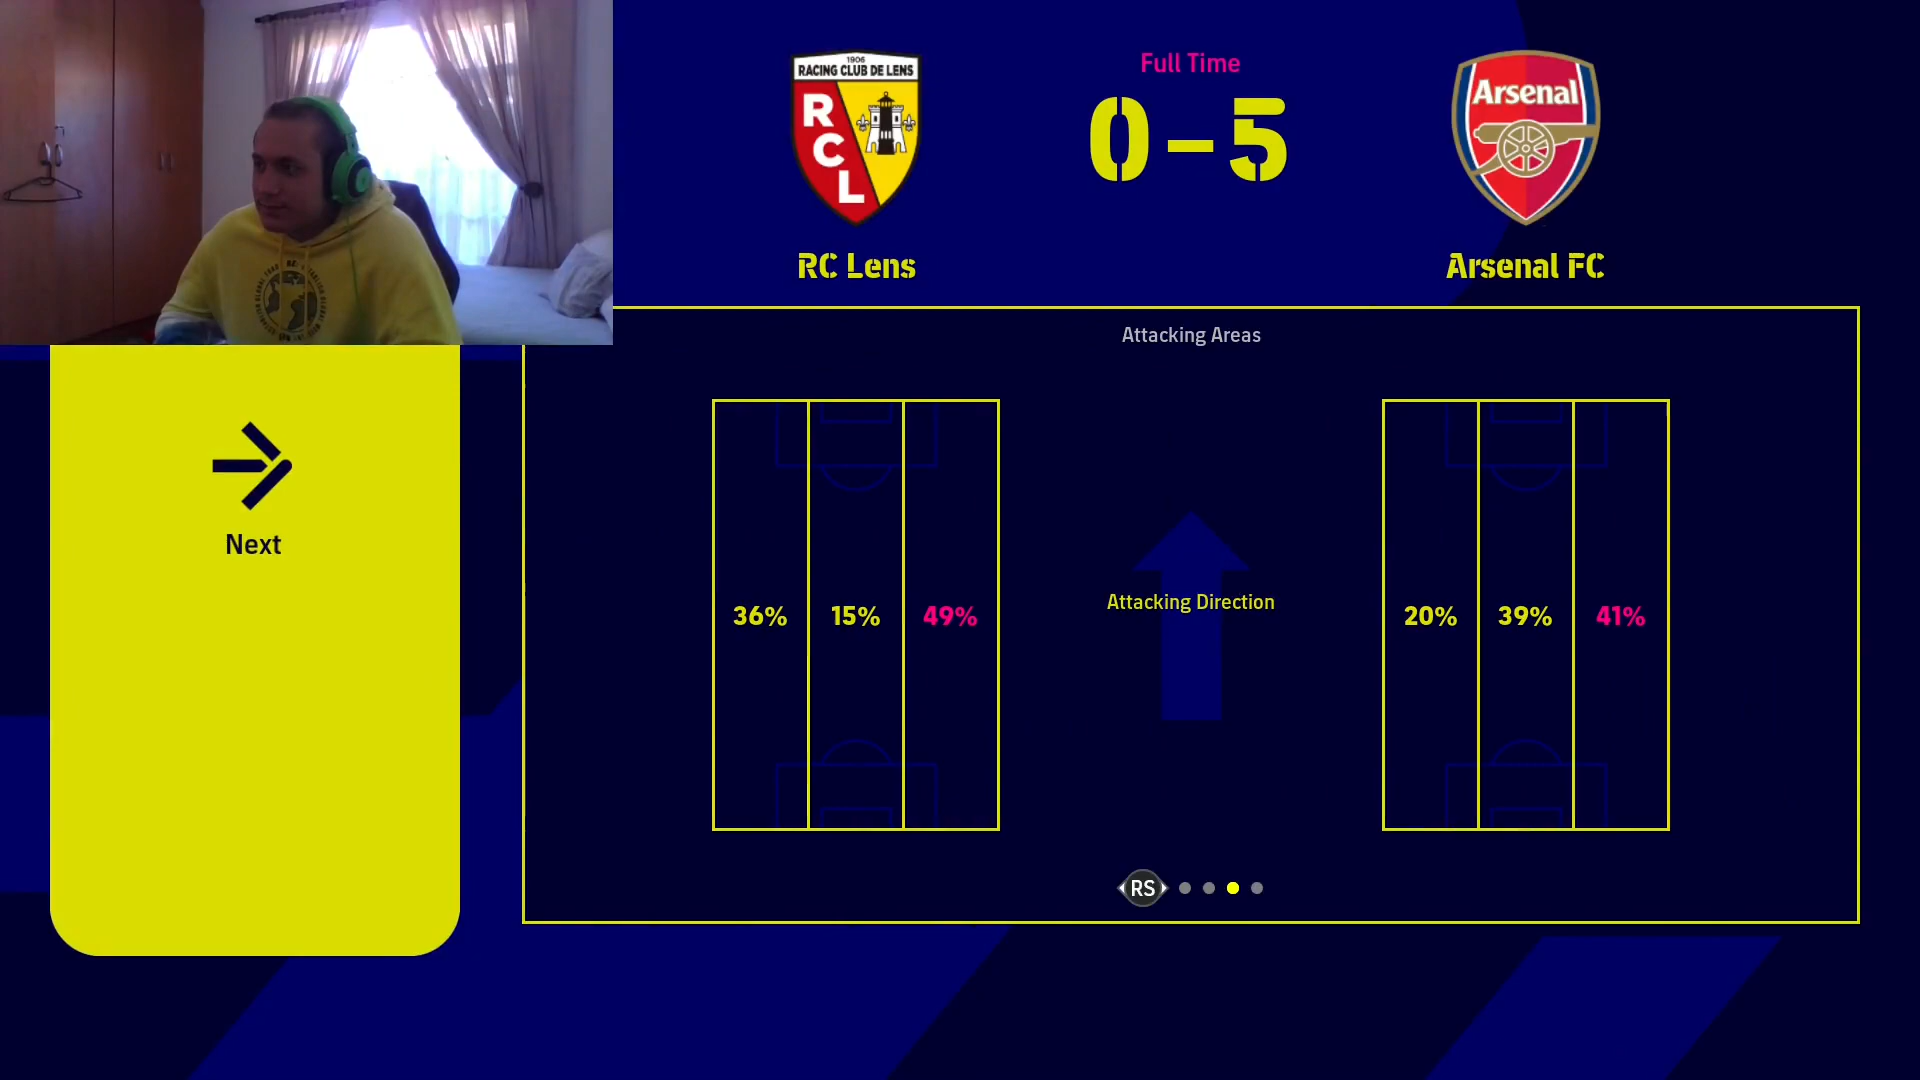 1906
RACING CLUB DE LENS
R
C
L
RC Lens
Full Time
0 - 5
Arsenal
Arsenal FC
Next
Attacking Areas
36% 15% 49%
Attacking Direction
20% 39% 41%
RS